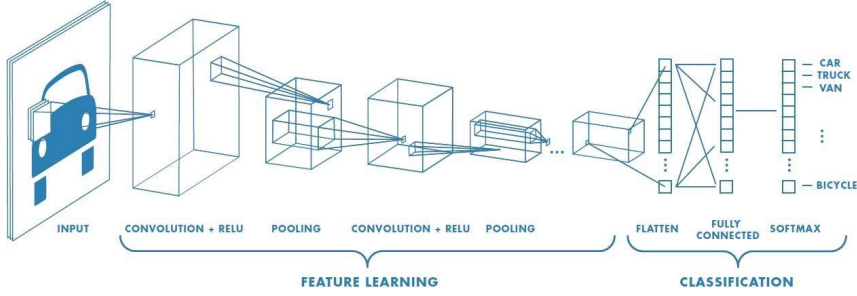 CAR
TRUCK
VAN
BICYCLE
INPUT
CONVOLUTION + RELU
POOLING
CONVOLUTION + RELU
POOLING
FLATTEN
FULLY
CONNECTED
SOFTMAX
FEATURE LEARNING
CLASSIFICATION